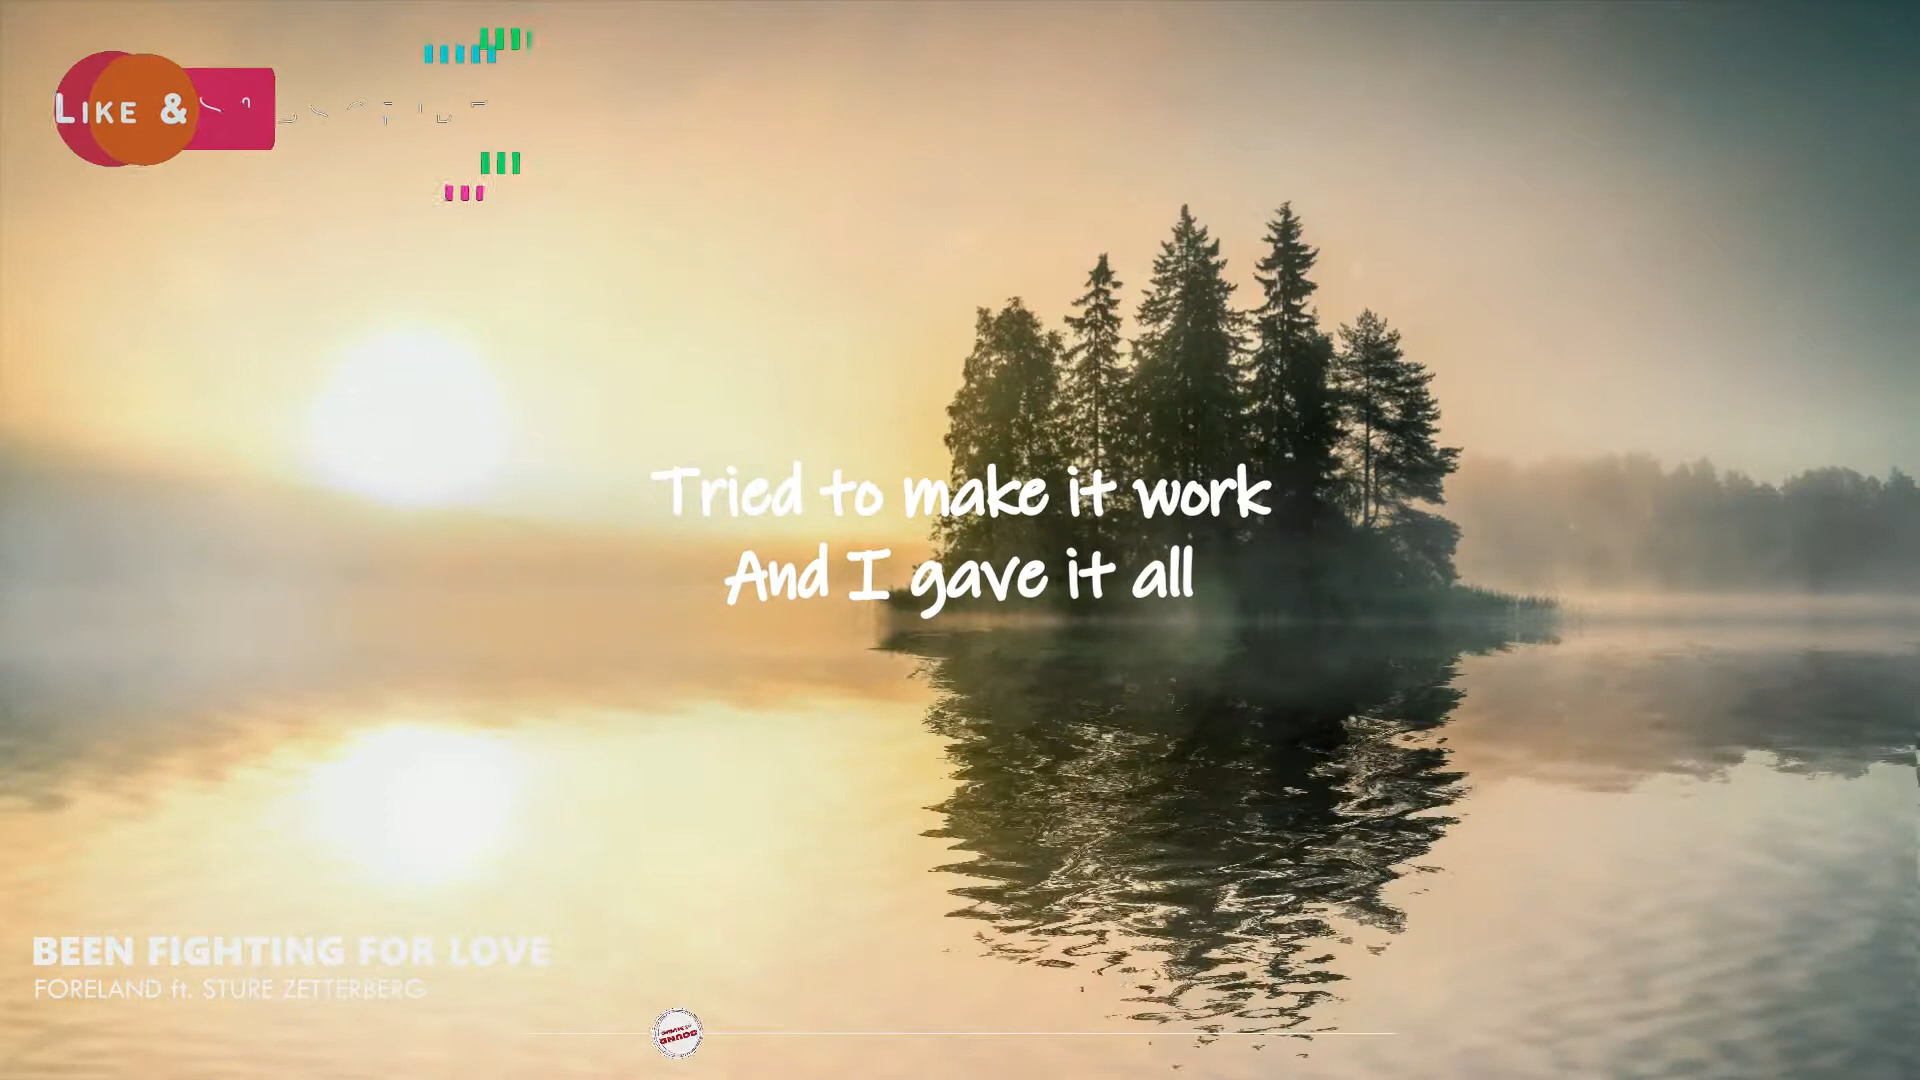 LIKE &
Tried to make it work
And I gave it all
BEEN FIGHTING FOR LOVE
FORELAND ft. STURE ZETTERBERG